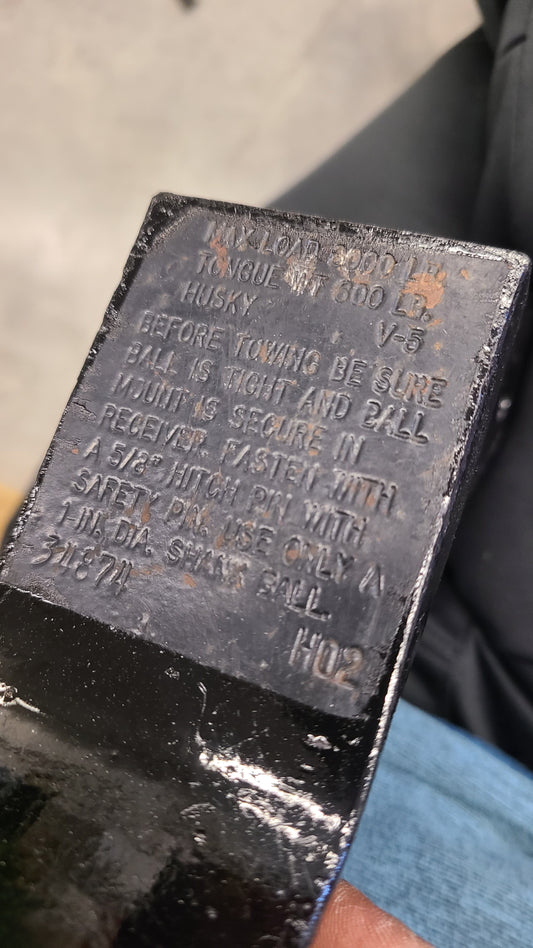 MAX LOAD 6000 LB.
TONGUE WT 600 LB.
HUSKY V-5
BEFORE TOWING BE SURE
BALL IS TIGHT AND BALL
MOUNT IS SECURE IN
RECEIVER. FASTEN WITH
A 5/8" HITCH PIN WITH
SAFETY PIN. USE ONLY A
1-IN. DIA. SHANK BALL.
34874
H02